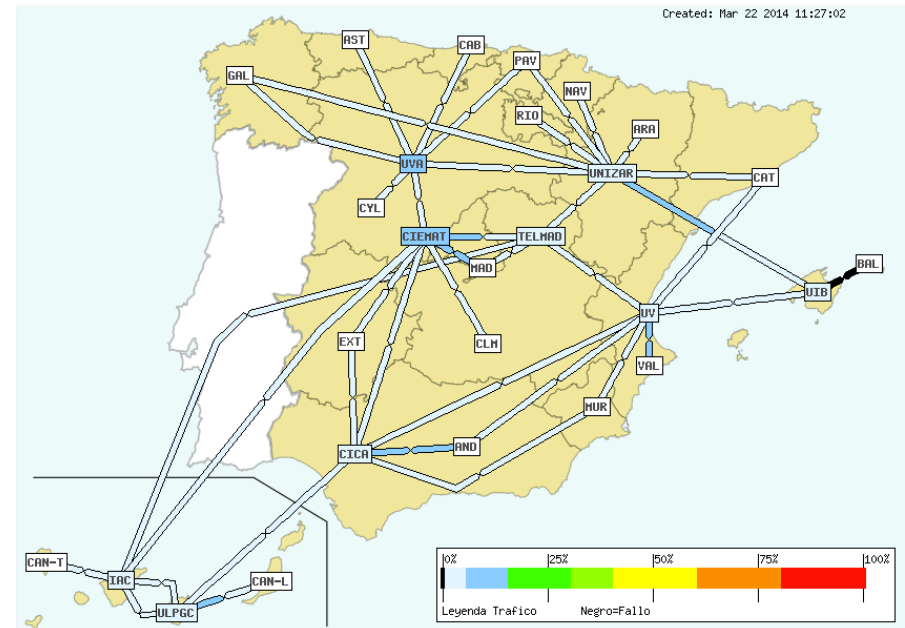 Created: Mar 22 2014 11:27:02
AST
CAB
PAV
GAL
NAV
RIO
ARA
UVA
UNIZAR
CAT
CYL
CIEMAT
TELMAD
MAD
BAL
UIB
UV
EXT
CLM
VAL
MUR
AND
CICA
CAN-T
IAC
CAN-L
ULPGC
0% 25% 50% 75% 100%
Leyenda Trafico Negro=Fallo